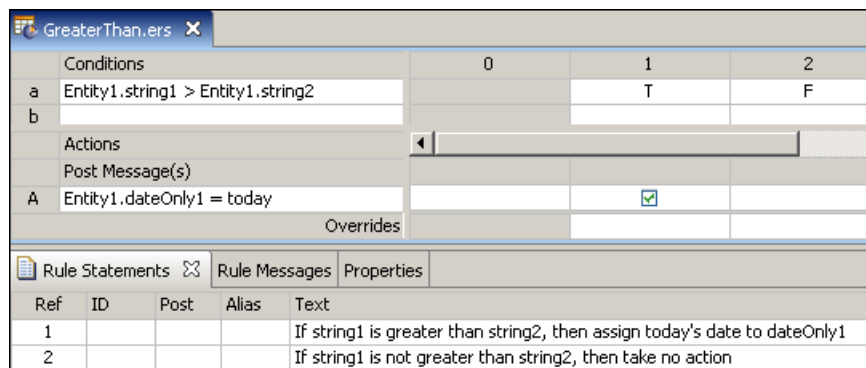 GreaterThan.ers
Conditions 0 1 2
a Entity1.string1 > Entity1.string2 T F
b
Actions
Post Message(s)
A Entity1.dateOnly1 = today
Overrides
Rule Statements Rule Messages Properties
Ref ID Post Alias Text
1 If string1 is greater than string2, then assign today's date to dateOnly1
2 If string1 is not greater than string2, then take no action